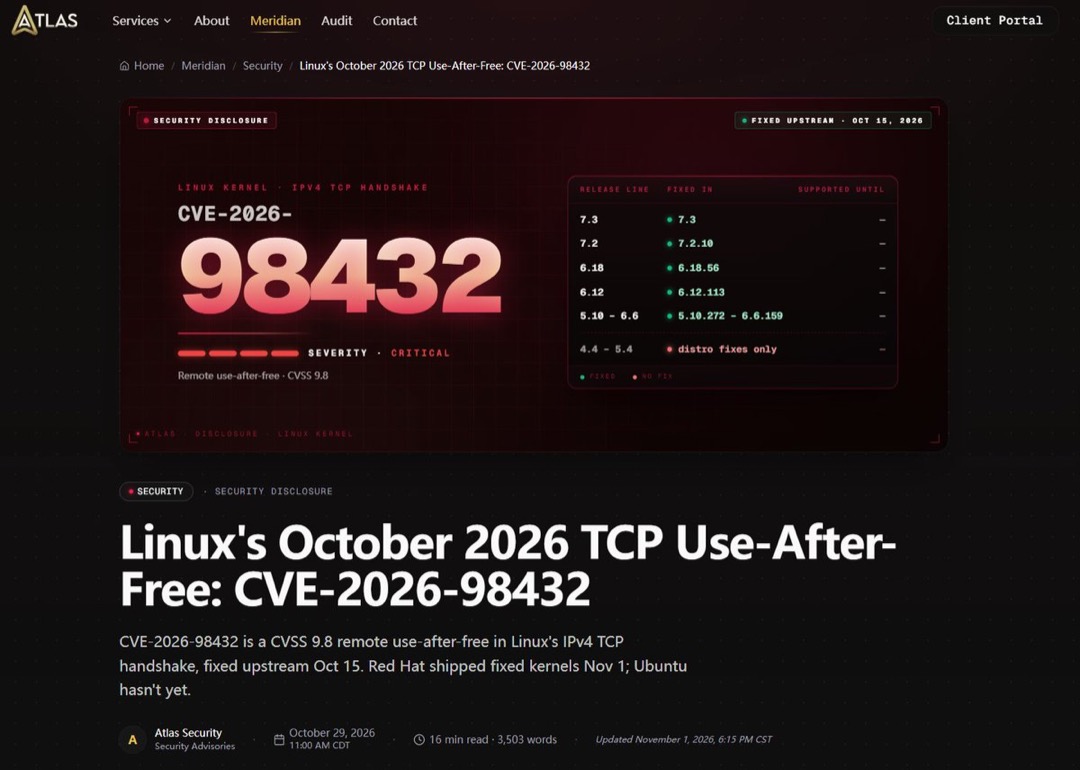 ATLAS
Services About Meridian Audit Contact Client Portal
Home / Meridian / Security / Linux's October 2026 TCP Use-After-Free: CVE-2026-98432
SECURITY DISCLOSURE
FIXED UPSTREAM · OCT 15, 2026
LINUX KERNEL · IPV4 TCP HANDSHAKE
CVE-2026-
98432
SEVERITY · CRITICAL
Remote use-after-free · CVSS 9.8
RELEASE LINE FIXED IN SUPPORTED UNTIL
7.3 7.3 —
7.2 7.2.10 —
6.18 6.18.56 —
6.12 6.12.113 —
5.10 – 6.6 5.10.272 – 6.6.159 —
4.4 – 5.4 distro fixes only —
FIXED NO FIX
ATLAS · DISCLOSURE · LINUX KERNEL
SECURITY · SECURITY DISCLOSURE
Linux's October 2026 TCP Use-After-
Free: CVE-2026-98432
CVE-2026-98432 is a CVSS 9.8 remote use-after-free in Linux's IPv4 TCP
handshake, fixed upstream Oct 15. Red Hat shipped fixed kernels Nov 1; Ubuntu
hasn't yet.
A
Atlas Security
Security Advisories
October 29, 2026
11:00 AM CDT
16 min read · 3,503 words
Updated November 1, 2026, 6:15 PM CST